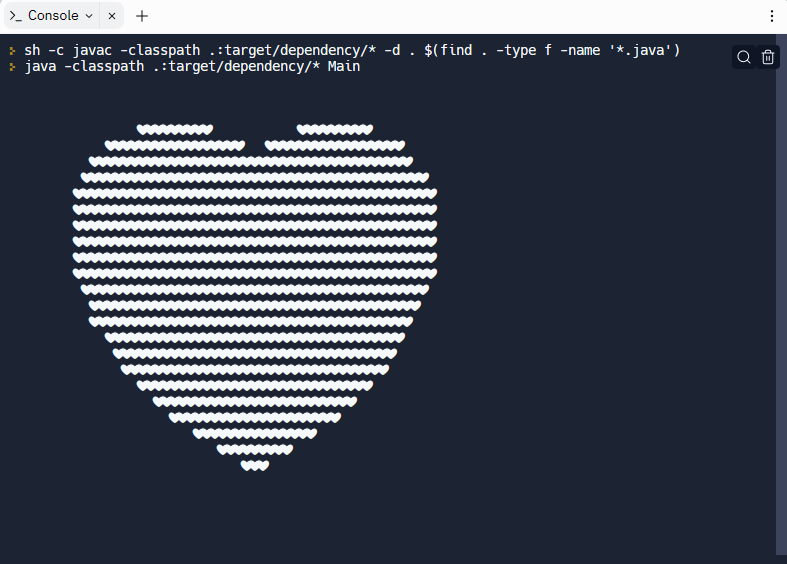 Console
sh -c javac -classpath .:target/dependency/* -d . $(find . -type f -name '*.java')
java -classpath .:target/dependency/* Main